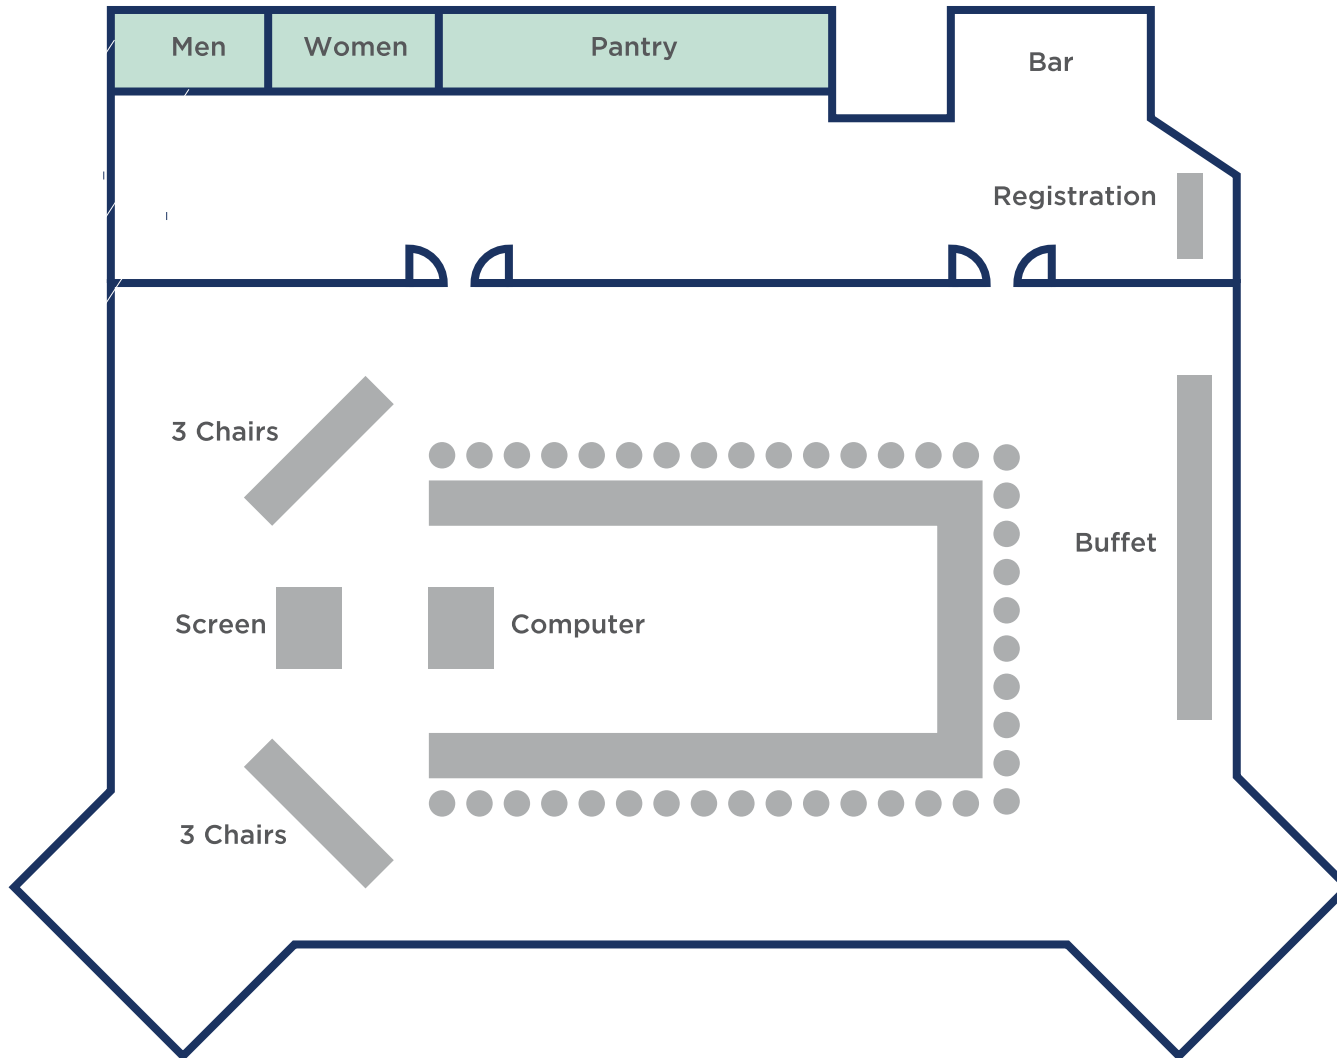 Men
Women
Pantry
Bar
Registration
3 Chairs
Buffet
Screen
Computer
3 Chairs